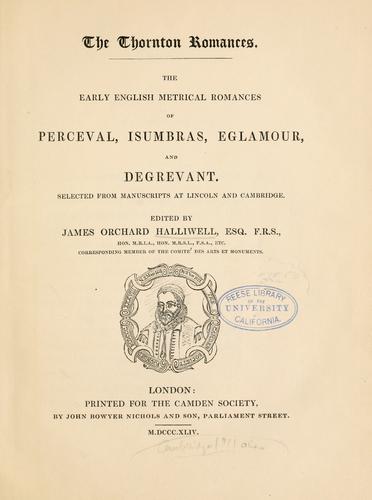 The Thornton Romances.
THE
EARLY ENGLISH METRICAL ROMANCES
OF
PERCEVAL, ISUMBRAS, EGLAMOUR,
AND
DEGREVANT.
SELECTED FROM MANUSCRIPTS AT LINCOLN AND CAMBRIDGE.
EDITED BY
JAMES ORCHARD HALLIWELL, ESQ. F.R.S.,
HON. M.R.I.A., HON. M.R.S.L., F.S.A., ETC.
CORRESPONDING MEMBER OF THE COMITE' DES ARTS ET MONUMENTS.
REESE LIBRARY
OF THE
UNIVERSITY
CALIFORNIA.
LONDON:
PRINTED FOR THE CAMDEN SOCIETY,
BY JOHN BOWYER NICHOLS AND SON, PARLIAMENT STREET.
M.DCCC.XLIV.